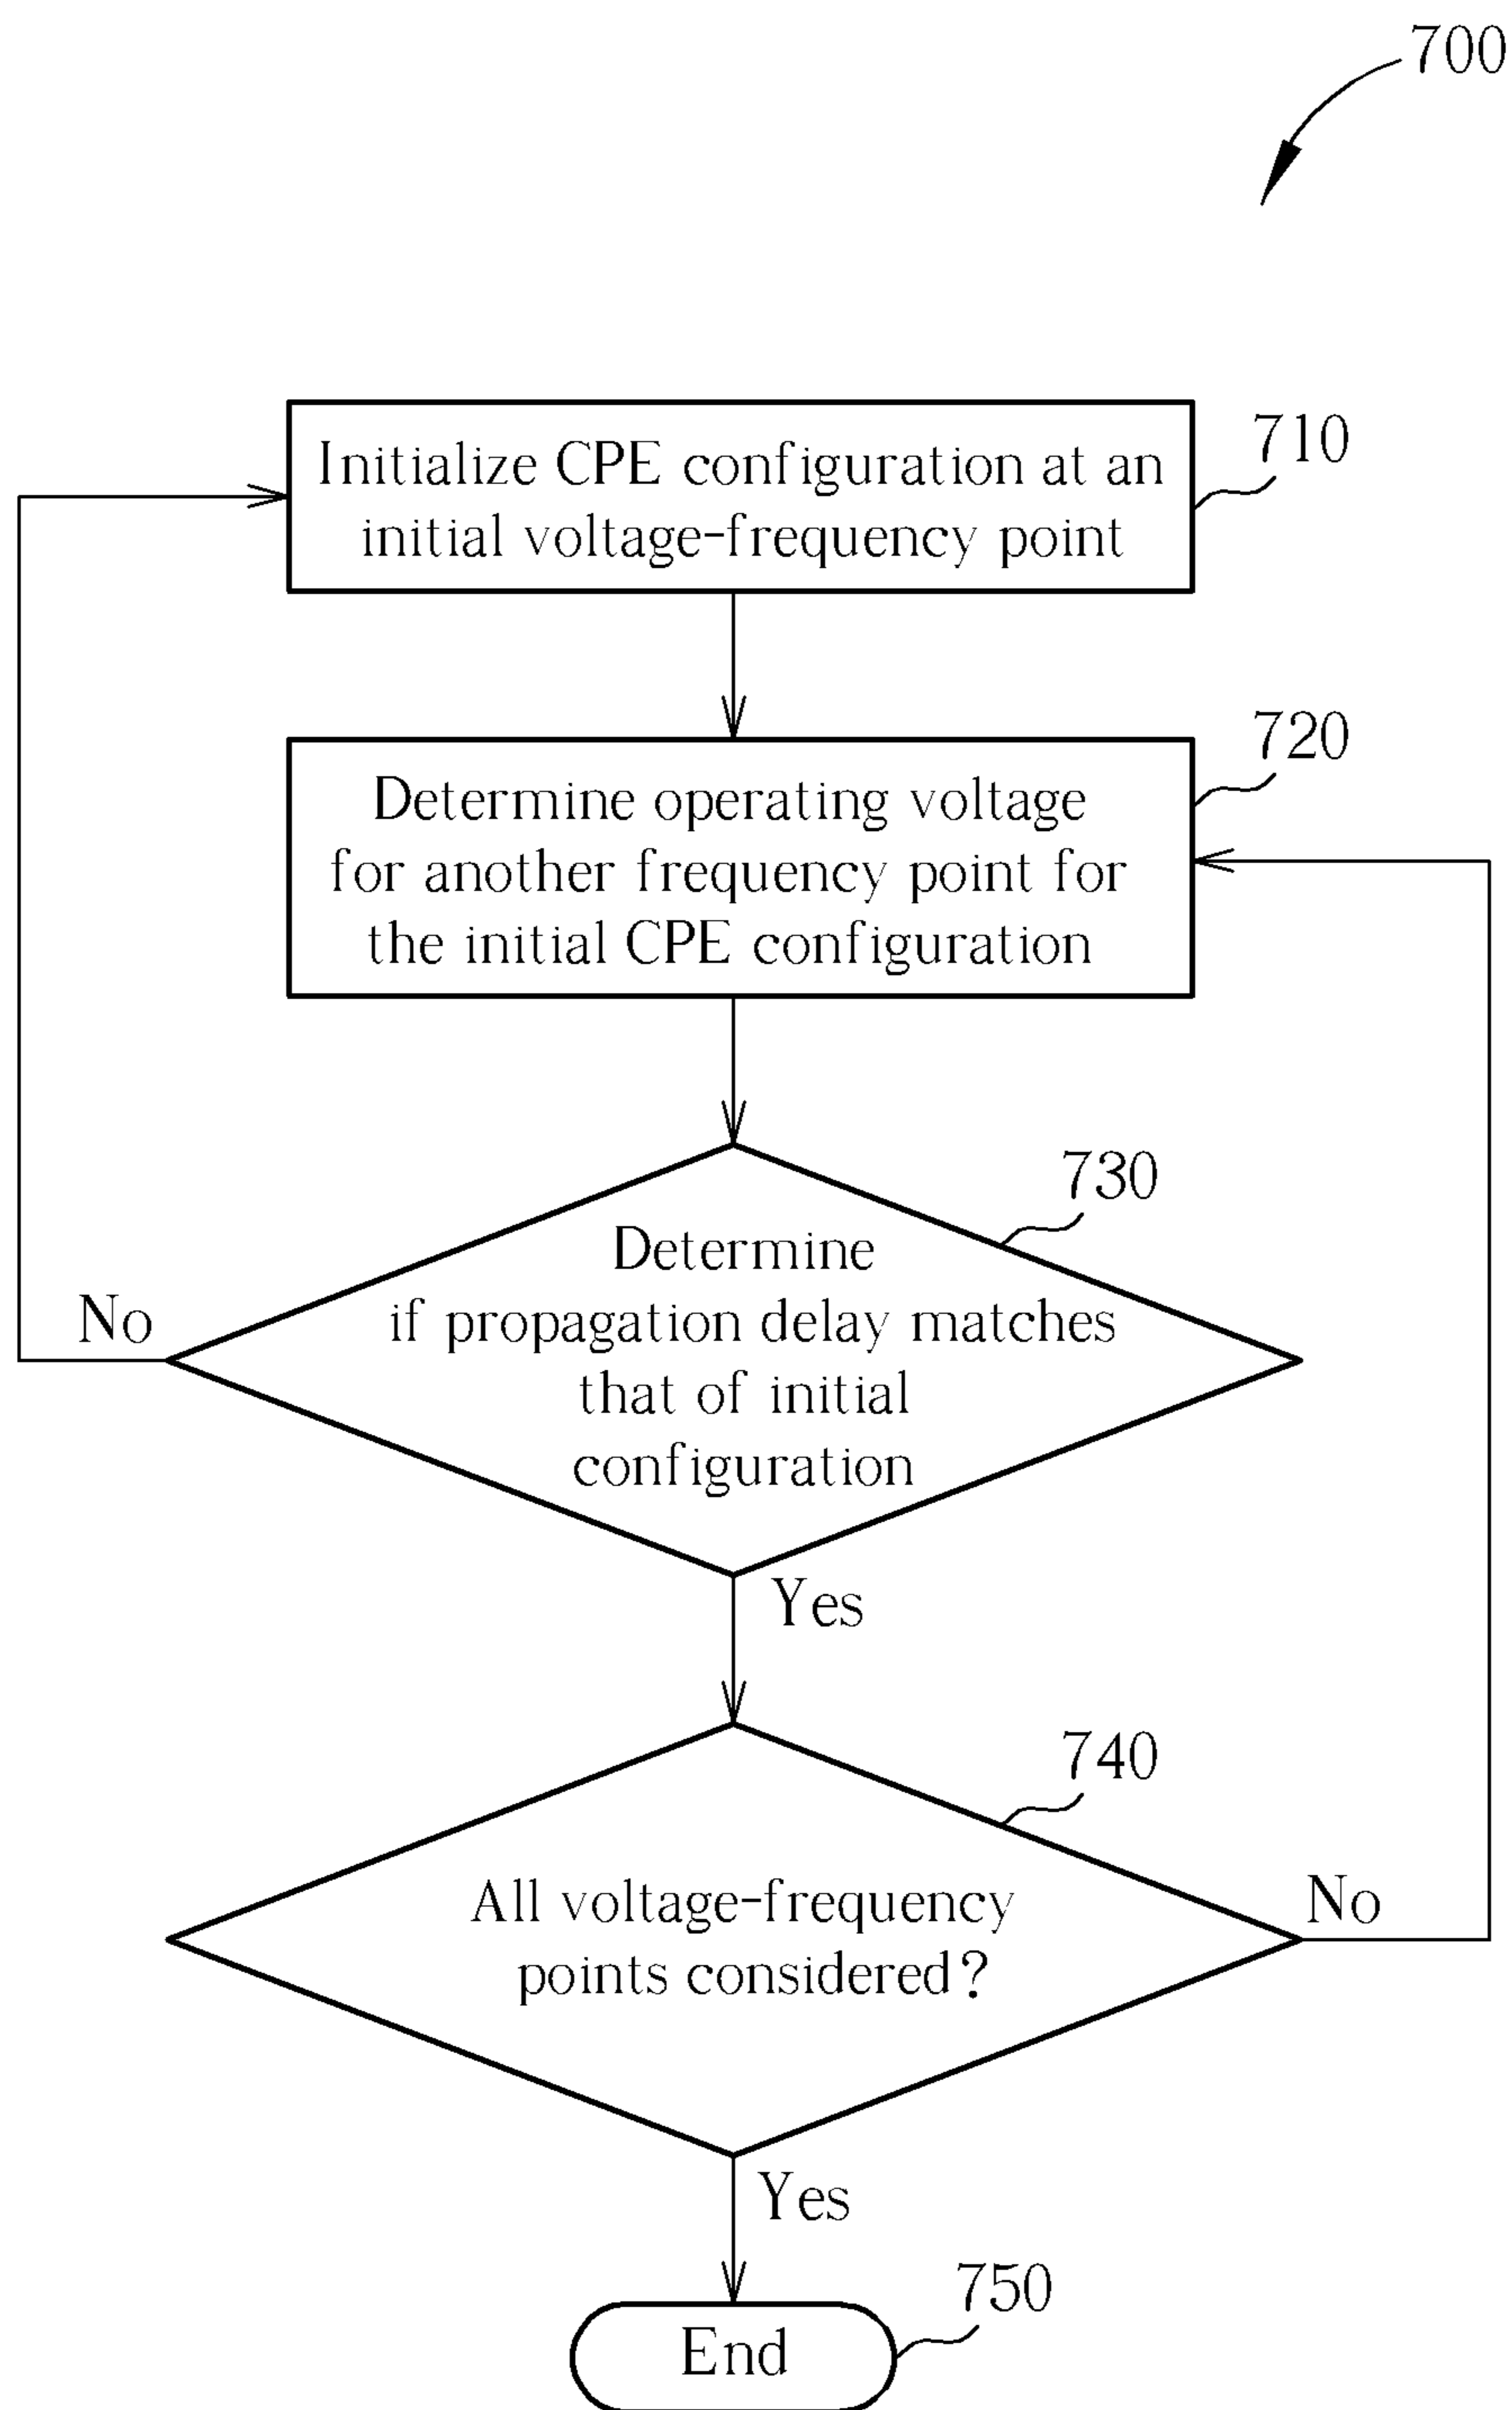 700
Initialize CPE configuration at an
initial voltage-frequency point
710
Determine operating voltage
for another frequency point for
the initial CPE configuration
720
Determine
if propagation delay matches
that of initial
configuration
730
No
Yes
All voltage-frequency
points considered?
740
No
Yes
End
750